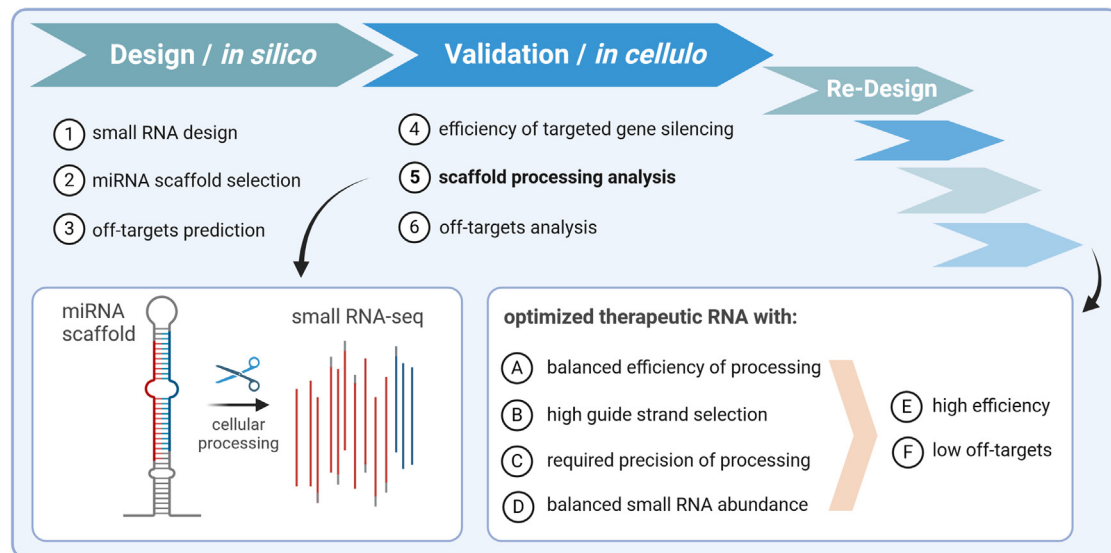 Design / in silico
Validation / in cellulo
Re-Design
1 small RNA design
2 miRNA scaffold selection
3 off-targets prediction
4 efficiency of targeted gene silencing
5 scaffold processing analysis
6 off-targets analysis
miRNA
scaffold
cellular
processing
small RNA-seq
optimized therapeutic RNA with:
A balanced efficiency of processing
B high guide strand selection
C required precision of processing
D balanced small RNA abundance
E high efficiency
F low off-targets